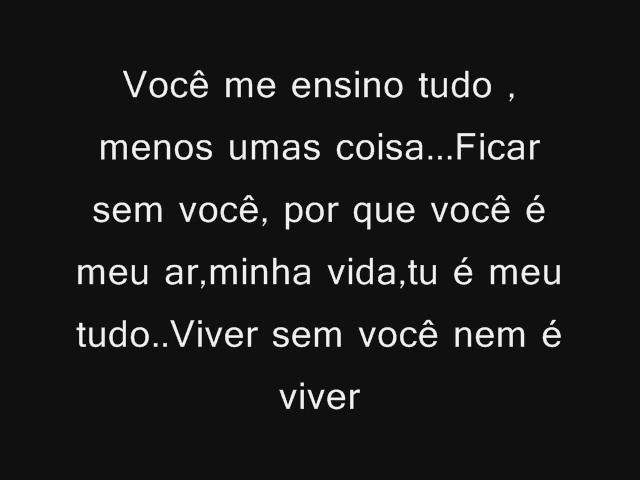 Você me ensino tudo ,
menos umas coisa...Ficar
sem você, por que você é
meu ar,minha vida,tu é meu
tudo..Viver sem você nem é
viver